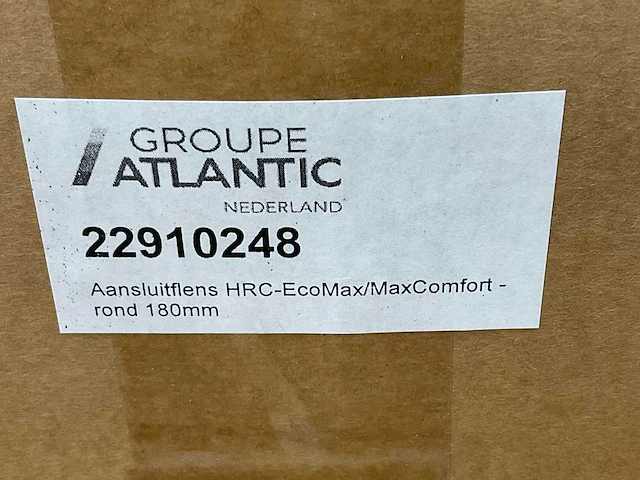 GROUPE
ATLANTIC
NEDERLAND
22910248
Aansluitflens HRC-EcoMax/MaxComfort -
rond 180mm